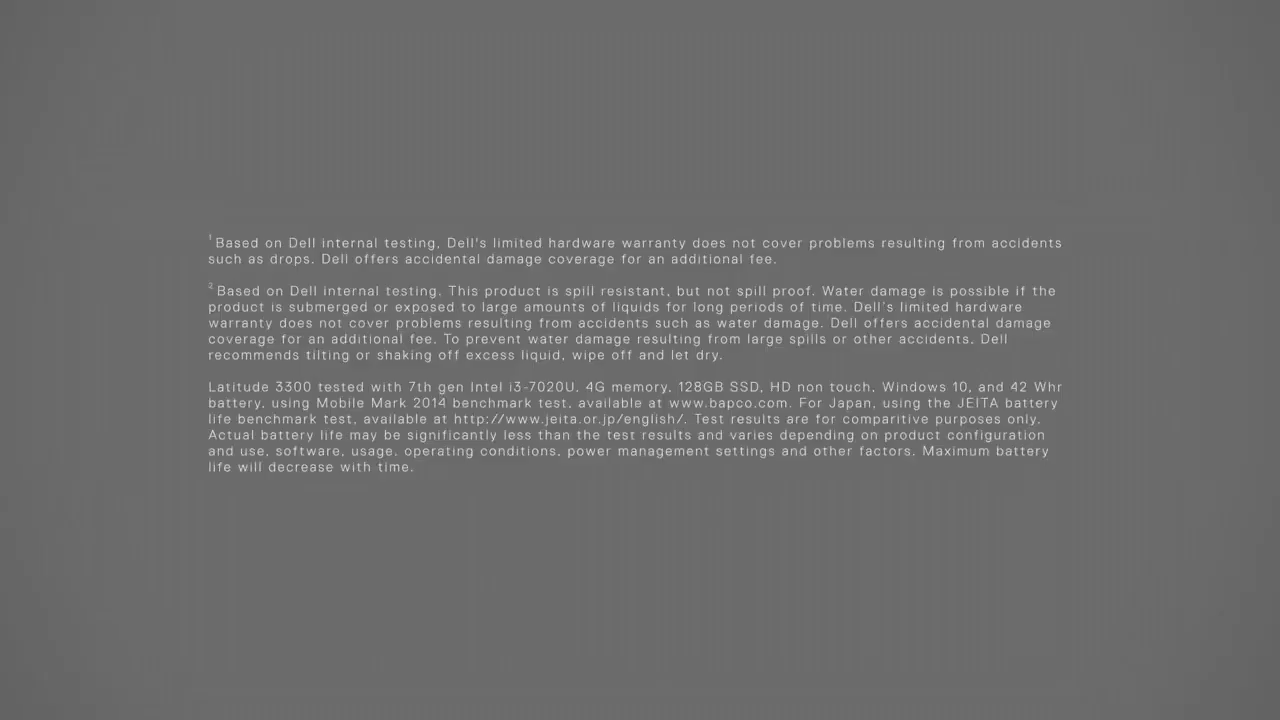 ¹Based on Dell internal testing. Dell's limited hardware warranty does not cover problems resulting from accidents
such as drops. Dell offers accidental damage coverage for an additional fee.
²Based on Dell internal testing. This product is spill resistant, but not spill proof. Water damage is possible if the
product is submerged or exposed to large amounts of liquids for long periods of time. Dell's limited hardware
warranty does not cover problems resulting from accidents such as water damage. Dell offers accidental damage
coverage for an additional fee. To prevent water damage resulting from large spills or other accidents, Dell
recommends tilting or shaking off excess liquid, wipe off and let dry.
Latitude 3300 tested with 7th gen Intel i3-7020U, 4G memory, 128GB SSD, HD non touch, Windows 10, and 42 Whr
battery, using Mobile Mark 2014 benchmark test, available at www.bapco.com. For Japan, using the JEITA battery
life benchmark test, available at http://www.jeita.or.jp/english/. Test results are for comparitive purposes only.
Actual battery life may be significantly less than the test results and varies depending on product configuration
and use, software, usage, operating conditions, power management settings and other factors. Maximum battery
life will decrease with time.